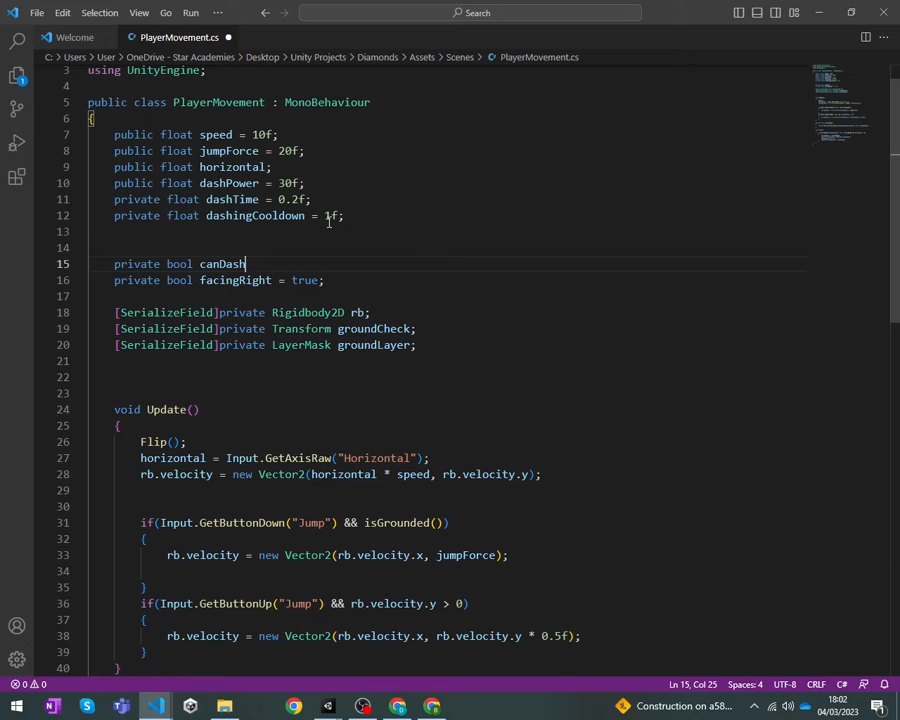 File Edit Selection View Go Run ··· Search
Welcome PlayerMovement.cs
C: > Users > User > OneDrive - Star Academies > Desktop > Unity Projects > Diamonds > Assets > Scenes > PlayerMovement.cs
3 using UnityEngine;
4
5 public class PlayerMovement : MonoBehaviour
6 {
7 public float speed = 10f;
8 public float jumpForce = 20f;
9 public float horizontal;
10 public float dashPower = 30f;
11 private float dashTime = 0.2f;
12 private float dashingCooldown = 1f;
13
14
15 private bool canDash
16 private bool facingRight = true;
17
18 [SerializeField]private Rigidbody2D rb;
19 [SerializeField]private Transform groundCheck;
20 [SerializeField]private LayerMask groundLayer;
21
22
23
24 void Update()
25 {
26 Flip();
27 horizontal = Input.GetAxisRaw("Horizontal");
28 rb.velocity = new Vector2(horizontal * speed, rb.velocity.y);
29
30
31 if(Input.GetButtonDown("Jump") && isGrounded())
32 {
33 rb.velocity = new Vector2(rb.velocity.x, jumpForce);
34
35 }
36 if(Input.GetButtonUp("Jump") && rb.velocity.y > 0)
37 {
38 rb.velocity = new Vector2(rb.velocity.x, rb.velocity.y * 0.5f);
39 }
40 }
1
0 0 Ln 15, Col 25 Spaces: 4 UTF-8 CRLF C#
Construction on a58... 18:02
04/03/2023